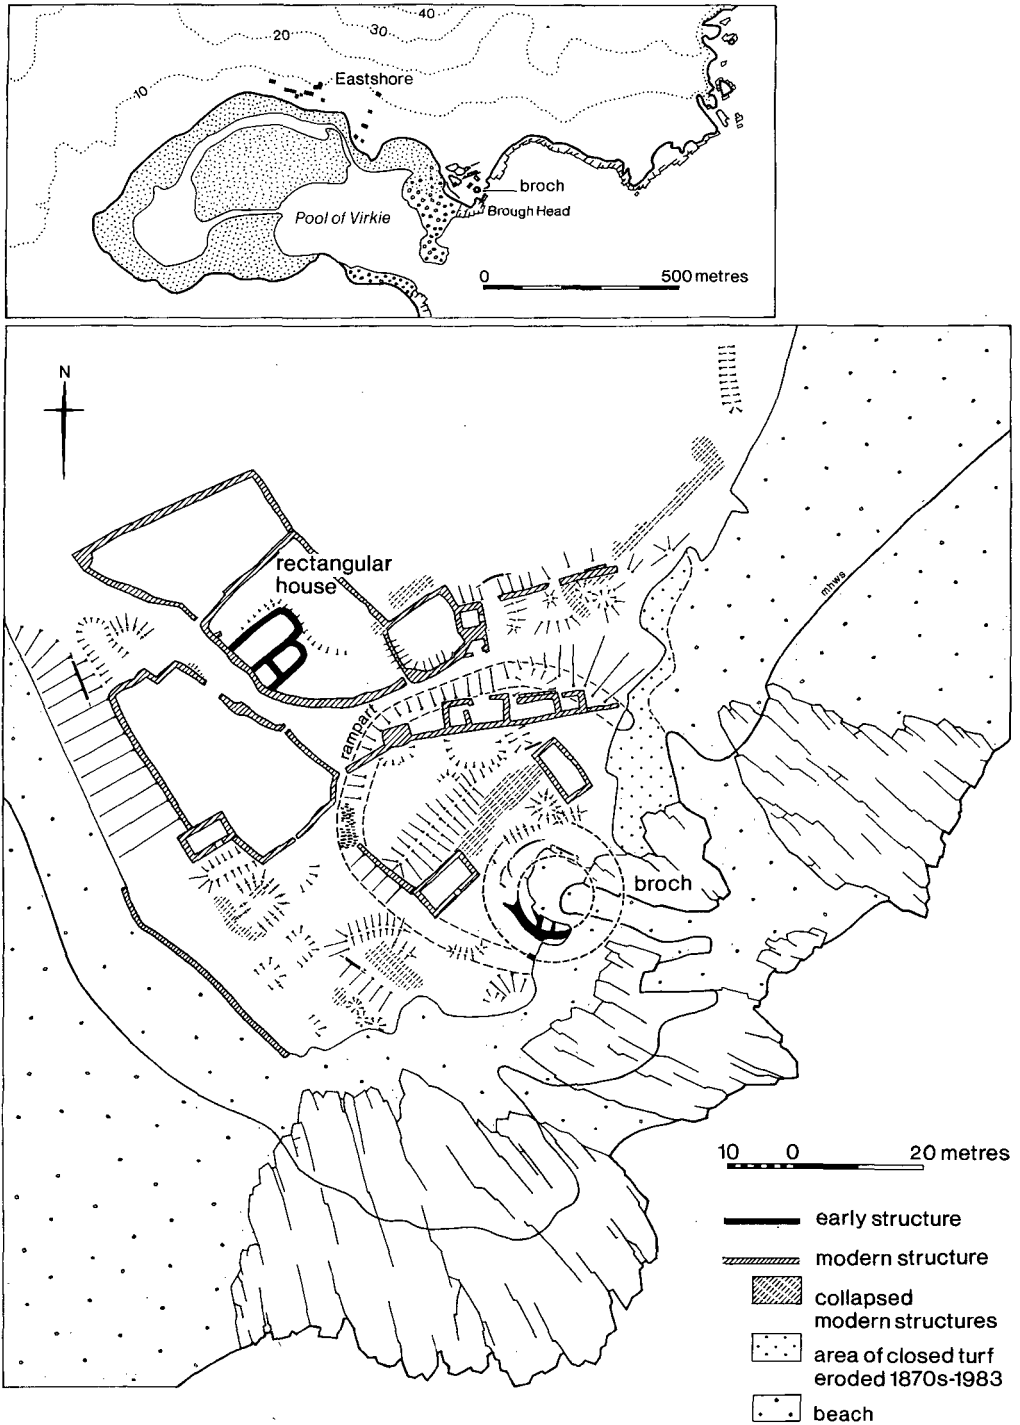 40
30
20
10
Eastshore
broch
Pool of Virkie
Brough Head
0 500 metres
N
mhws
rectangular
house
rampart
broch
10 0 20 metres
early structure
modern structure
collapsed
modern structures
area of closed turf
eroded 1870s-1983
beach